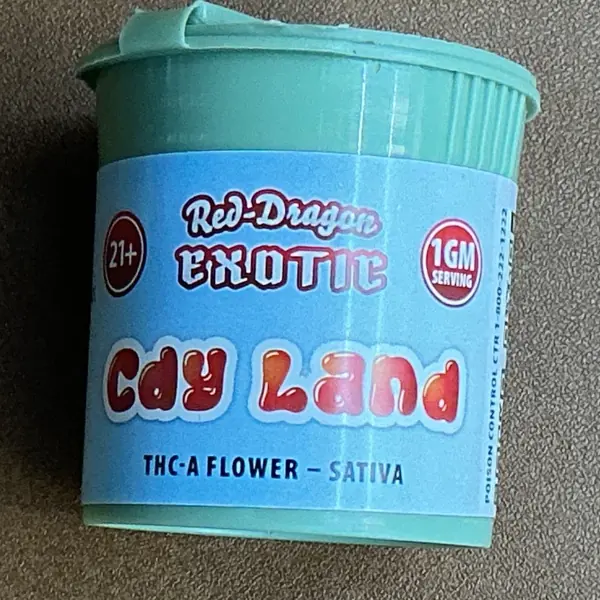 Red-Dragon
EXOTIC
21+
1GM
SERVING
Cdy Land
THC-A FLOWER – SATIVA
POISON CONTROL CTR 1-800-222-1222